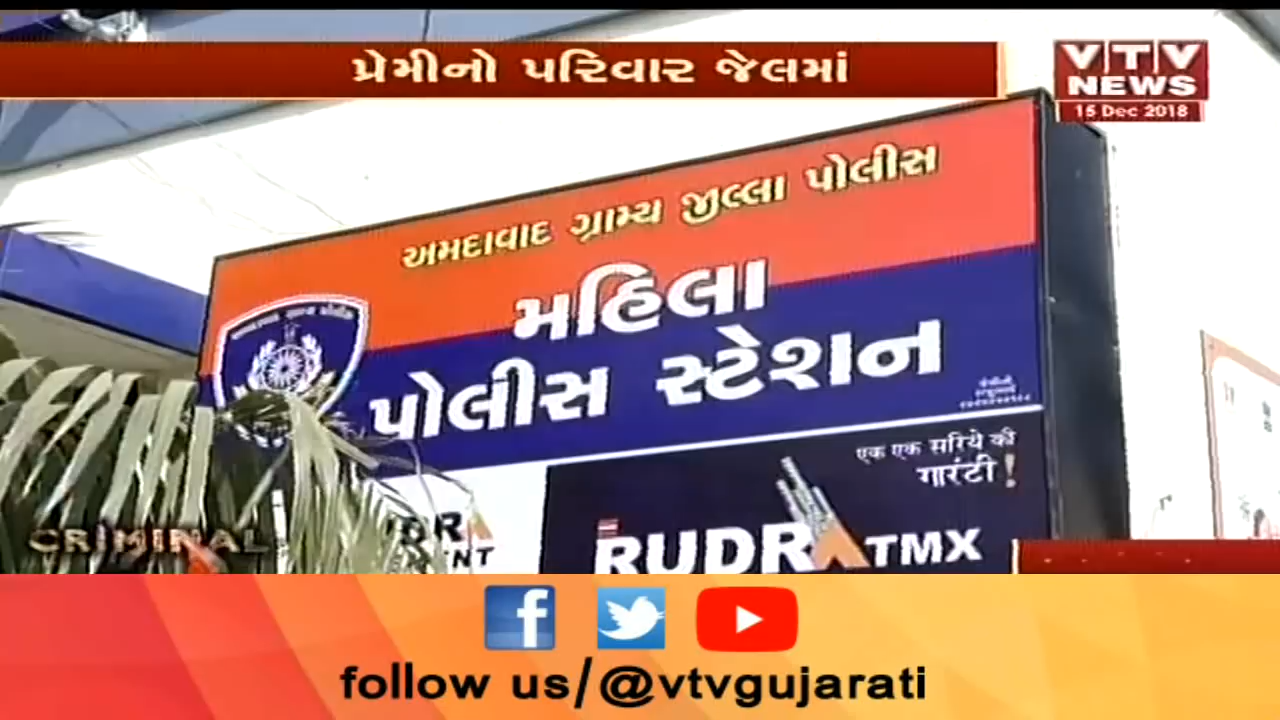 પ્રેમીનો પરિવાર જેલમાં
VTV
NEWS
15 Dec 2018
અમદાવાદ ગ્રામ્ય જીલ્લા પોલીસ
મહિલા
પોલીસ સ્ટેશન
एक एक सरिये की
गारंटी!
RUDRA TMX
CRIMINAL
follow us/@vtvgujarati